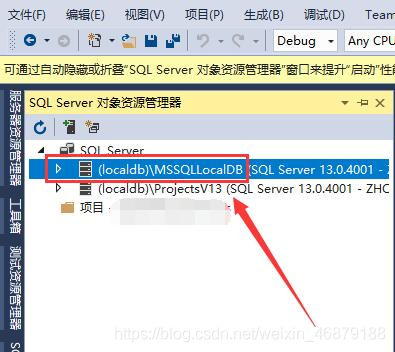 文件(F) 编辑(E) 视图(V) 项目(P) 生成(B) 调试(D) Team
Debug Any CPU
可通过自动隐藏或折叠"SQL Server 对象资源管理器"窗口来提升"启动"性能
服务器资源管理器
工具箱
测试资源管理器
SQL Server 对象资源管理器
SQL Server
(localdb)\MSSQLLocalDB (SQL Server 13.0.4001 - Z
(localdb)\ProjectsV13 (SQL Server 13.0.4001 - ZHO
项目 -
https://blog.csdn.net/weixin_46879188